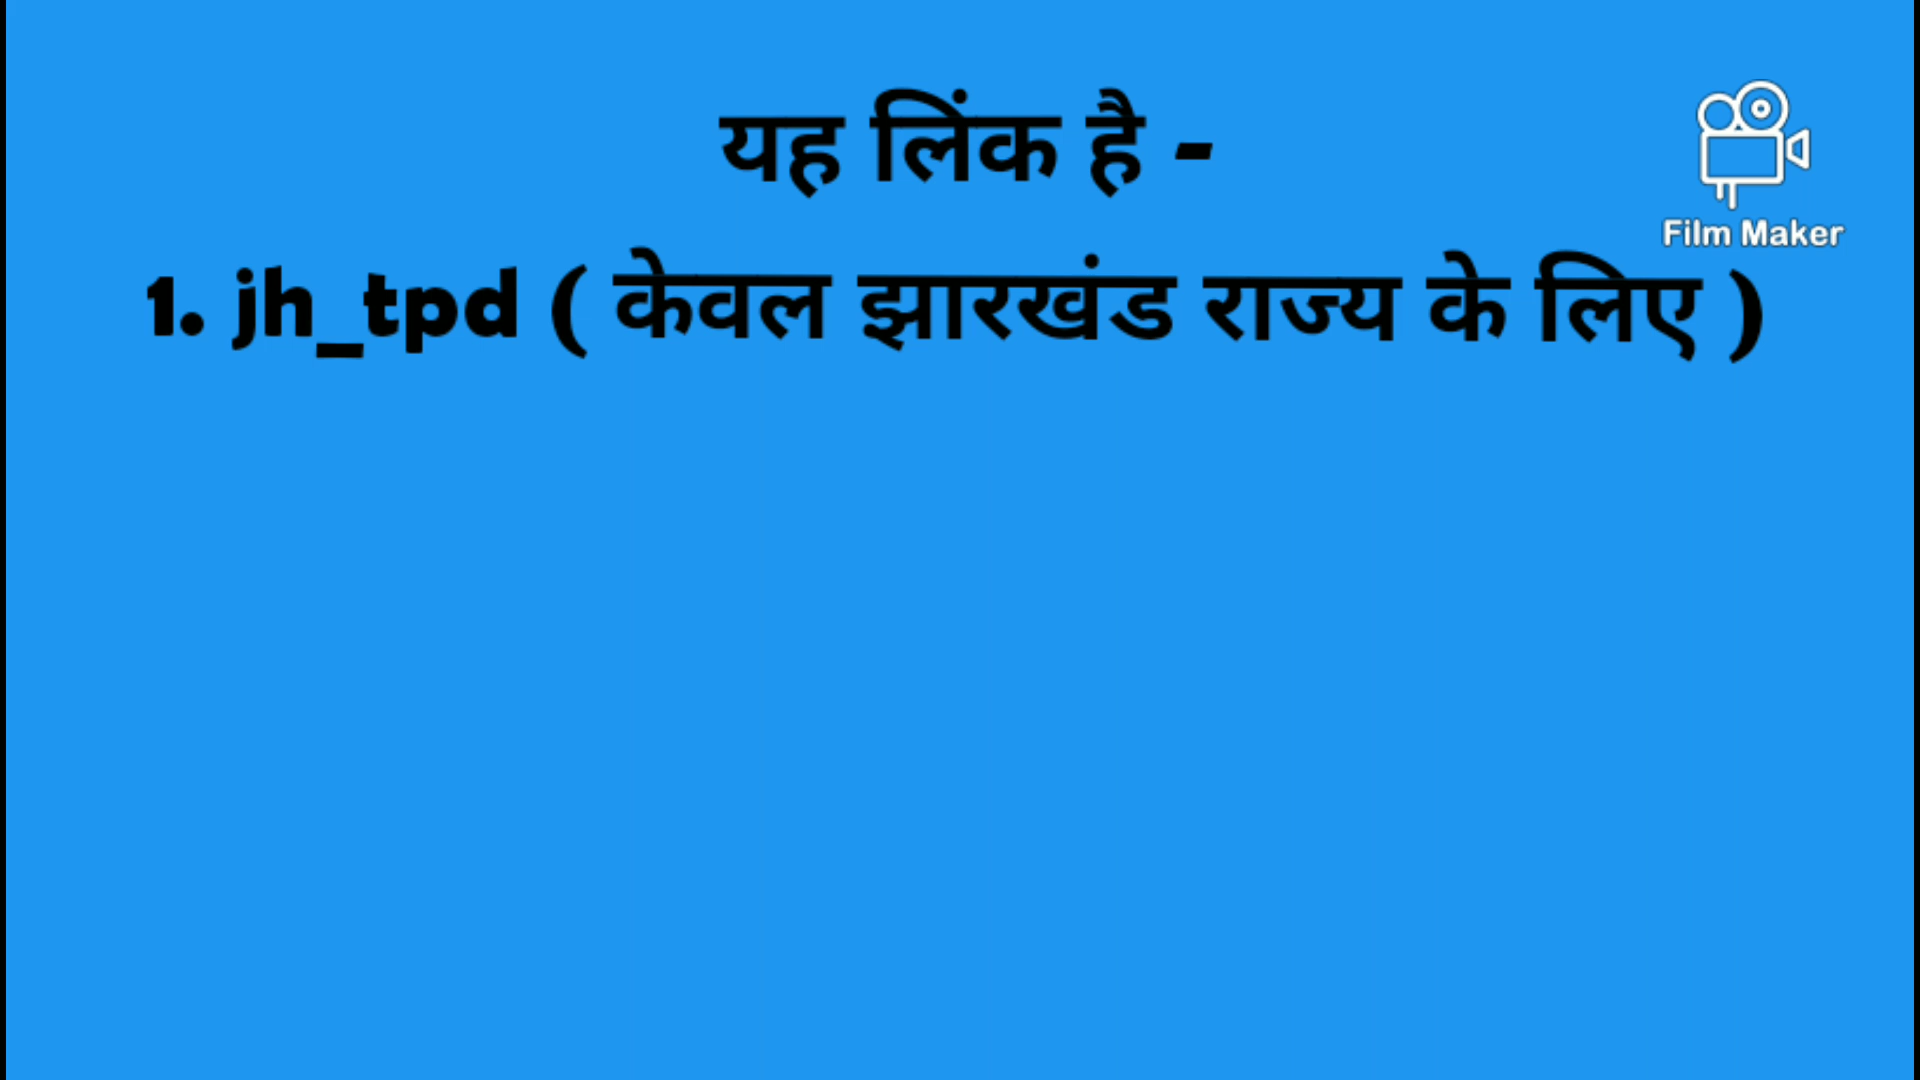 यह लिंक है -
Film Maker
1. jh_tpd ( केवल झारखंड राज्य के लिए )